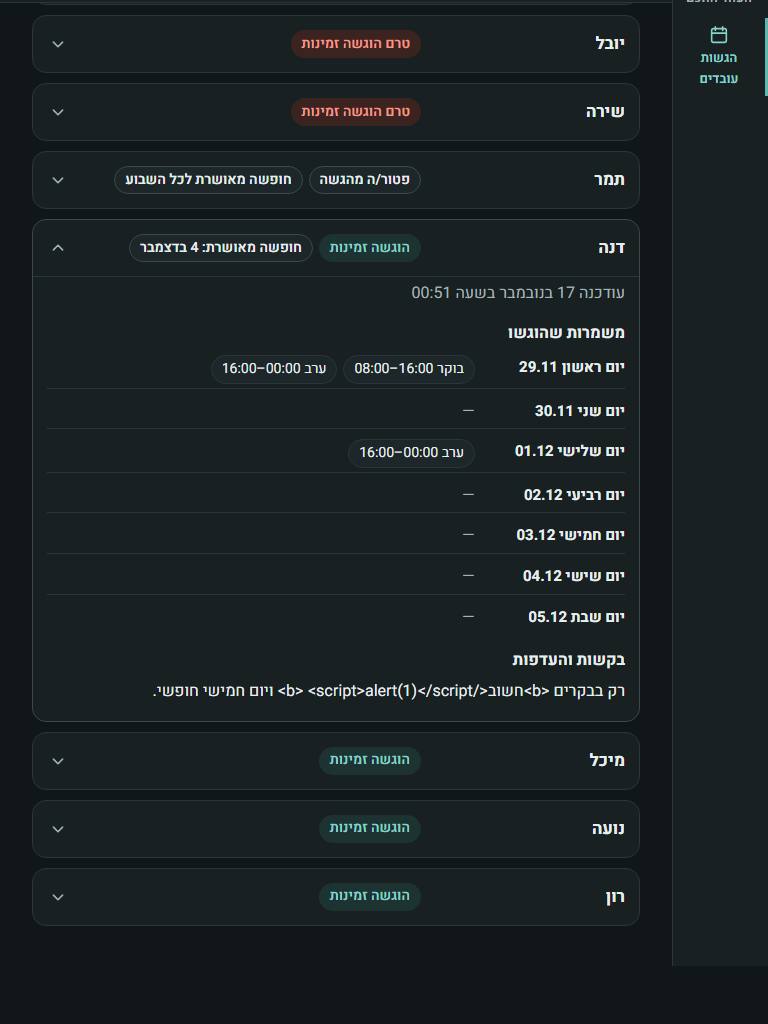 הגשות
עובדים
יובל טרם הוגשה זמינות
שירה טרם הוגשה זמינות
תמר פטור/ה מהגשה חופשה מאושרת לכל השבוע
דנה הוגשה זמינות חופשה מאושרת: 4 בדצמבר
עודכנה 17 בנובמבר בשעה 00:51
משמרות שהוגשו
יום ראשון 29.11 בוקר 08:00–16:00 ערב 16:00–00:00
יום שני 30.11 —
יום שלישי 01.12 ערב 16:00–00:00
יום רביעי 02.12 —
יום חמישי 03.12 —
יום שישי 04.12 —
יום שבת 05.12 —
בקשות והעדפות
רק בבקרים <b>חשוב</b> <script>alert(1)</script> ויום חמישי חופשי.
מיכל הוגשה זמינות
נועה הוגשה זמינות
רון הוגשה זמינות